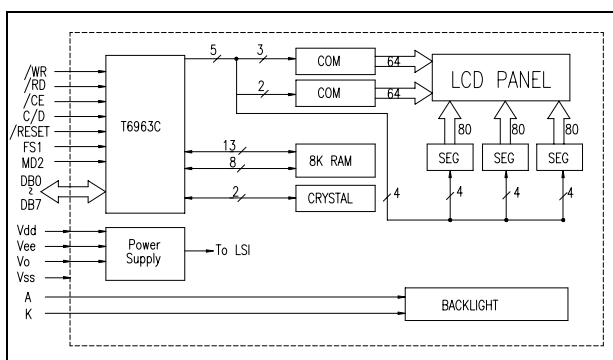 /WR
/RD
/CE
C/D
/RESET
FS1
MD2
DB0
~
DB7
T6963C
5
3
2
COM
COM
64
64
LCD PANEL
80
80
80
SEG
SEG
SEG
4
4
4
4
13
8
8K RAM
2
CRYSTAL
Vdd
Vee
Vo
Vss
Power
Supply
To LSI
A
K
BACKLIGHT